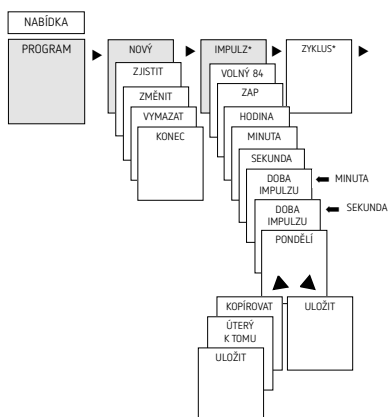 NABÍDKA
PROGRAM
NOVÝ
ZJISTIT
ZMĚNIT
VYMAZAT
KONEC
IMPULZ*
VOLNÝ 84
ZAP
HODINA
MINUTA
SEKUNDA
DOBA
IMPULZU
MINUTA
DOBA
IMPULZU
SEKUNDA
PONDĚLÍ
KOPÍROVAT
ÚTERÝ
K TOMU
ULOŽIT
ULOŽIT
ZYKLUS*